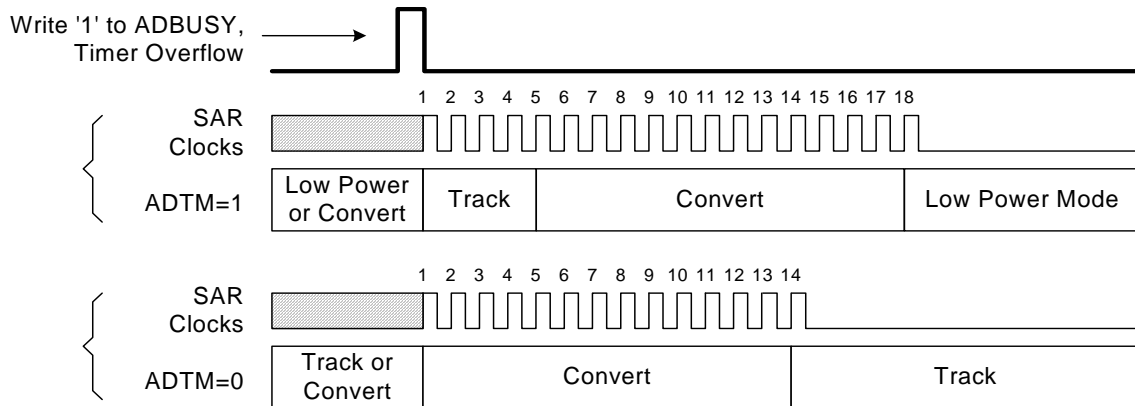 Write '1' to ADBUSY,
Timer Overflow
1 2 3 4 5 6 7 8 9 10 11 12 13 14 15 16 17 18
SAR
Clocks
ADTM=1
Low Power
or Convert
Track
Convert
Low Power Mode
1 2 3 4 5 6 7 8 9 10 11 12 13 14
SAR
Clocks
ADTM=0
Track or
Convert
Convert
Track